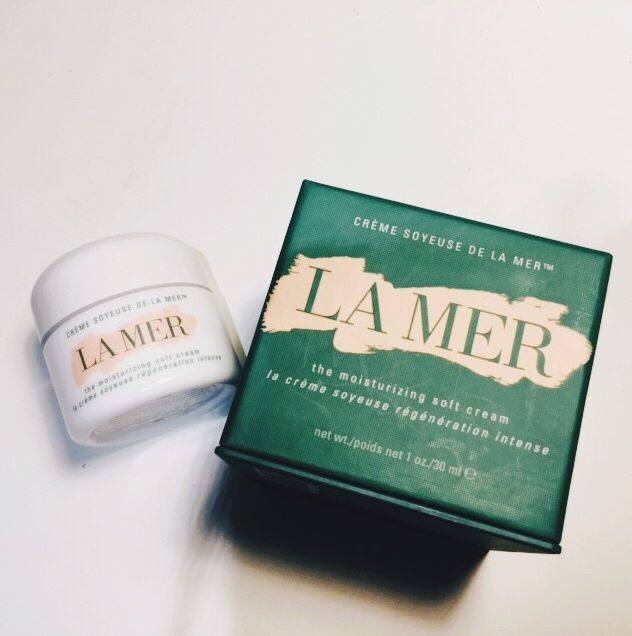 CRÈME SOYEUSE DE LA MER™
LA MER
the moisturizing soft cream
la crème soyeuse régénération intense
CRÈME SOYEUSE DE LA MER™
LA MER
the moisturizing soft cream
la crème soyeuse régénération intense
net wt./poids net 1 oz./30 ml ℮